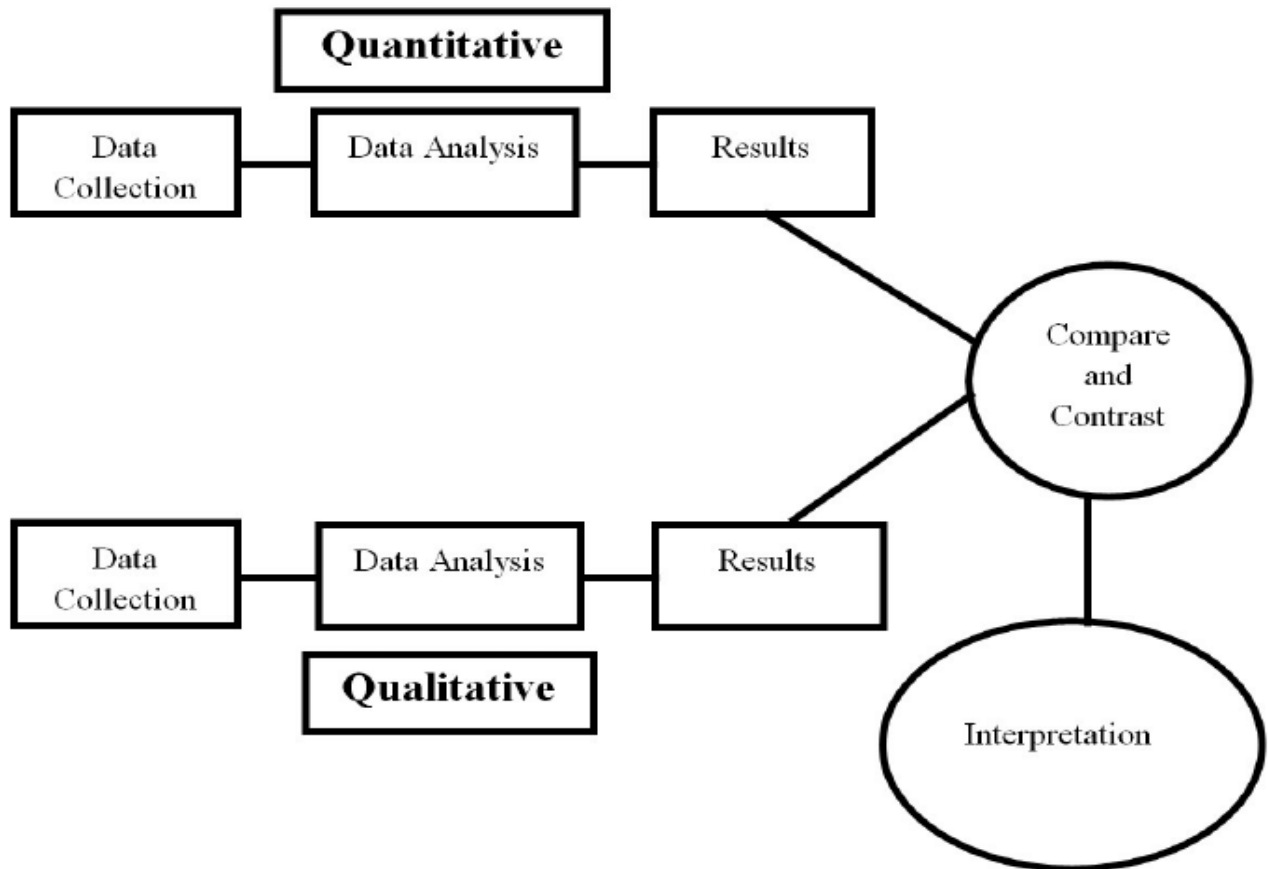 Quantitative
Data
Collection
Data Analysis
Results
Compare
and
Contrast
Data
Collection
Data Analysis
Results
Qualitative
Interpretation